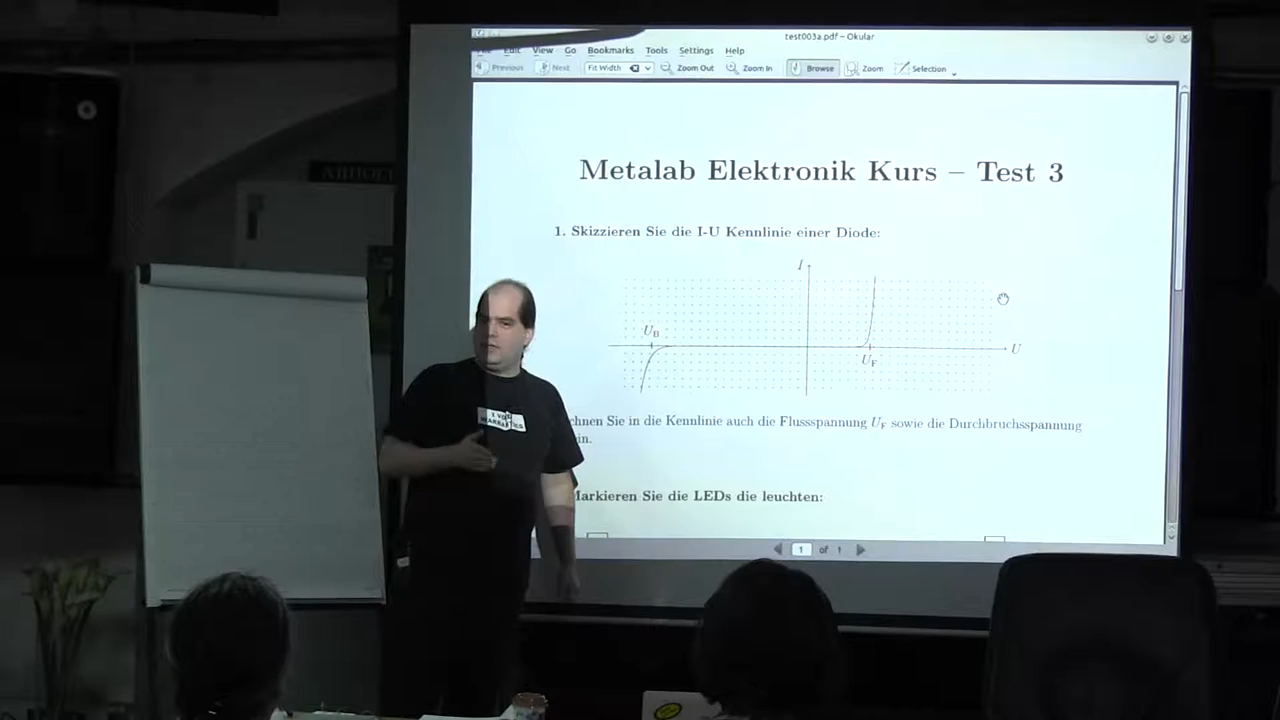 test003a.pdf – Okular
Edit View Go Bookmarks Tools Settings Help
Previous Next Fit Width Zoom Out Zoom In Browse Zoom Selection
Metalab Elektronik Kurs – Test 3
1. Skizzieren Sie die I-U Kennlinie einer Diode:
I
U_B
U
U_F
chnen Sie in die Kennlinie auch die Flussspannung U_F sowie die Durchbruchsspannung
in.
Markieren Sie die LEDs die leuchten:
1 of 1
I VOID
WARRANTIES